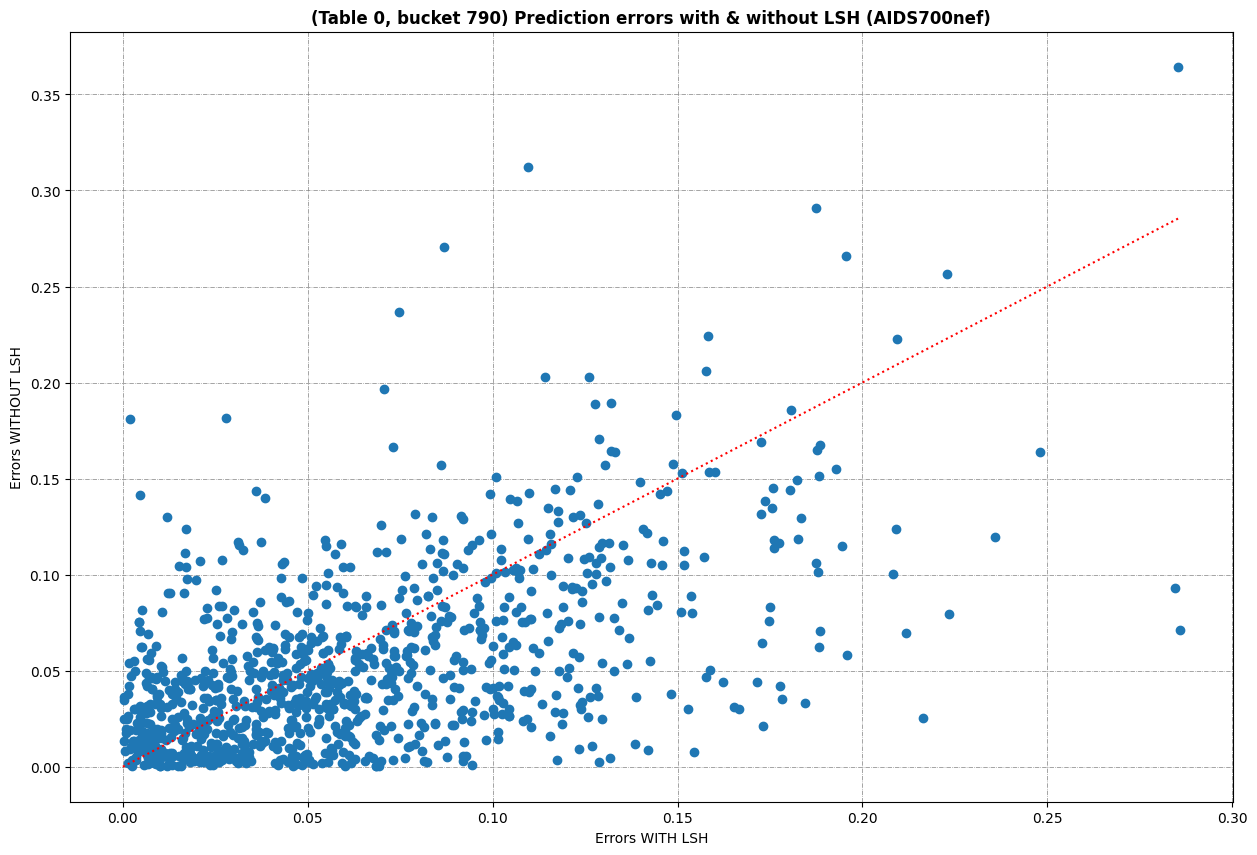 (Table 0, bucket 790) Prediction errors with & without LSH (AIDS700nef)
0.35
0.30
0.25
0.20
0.15
0.10
0.05
0.00
Errors WITHOUT LSH
0.00 0.05 0.10 0.15 0.20 0.25 0.30
Errors WITH LSH